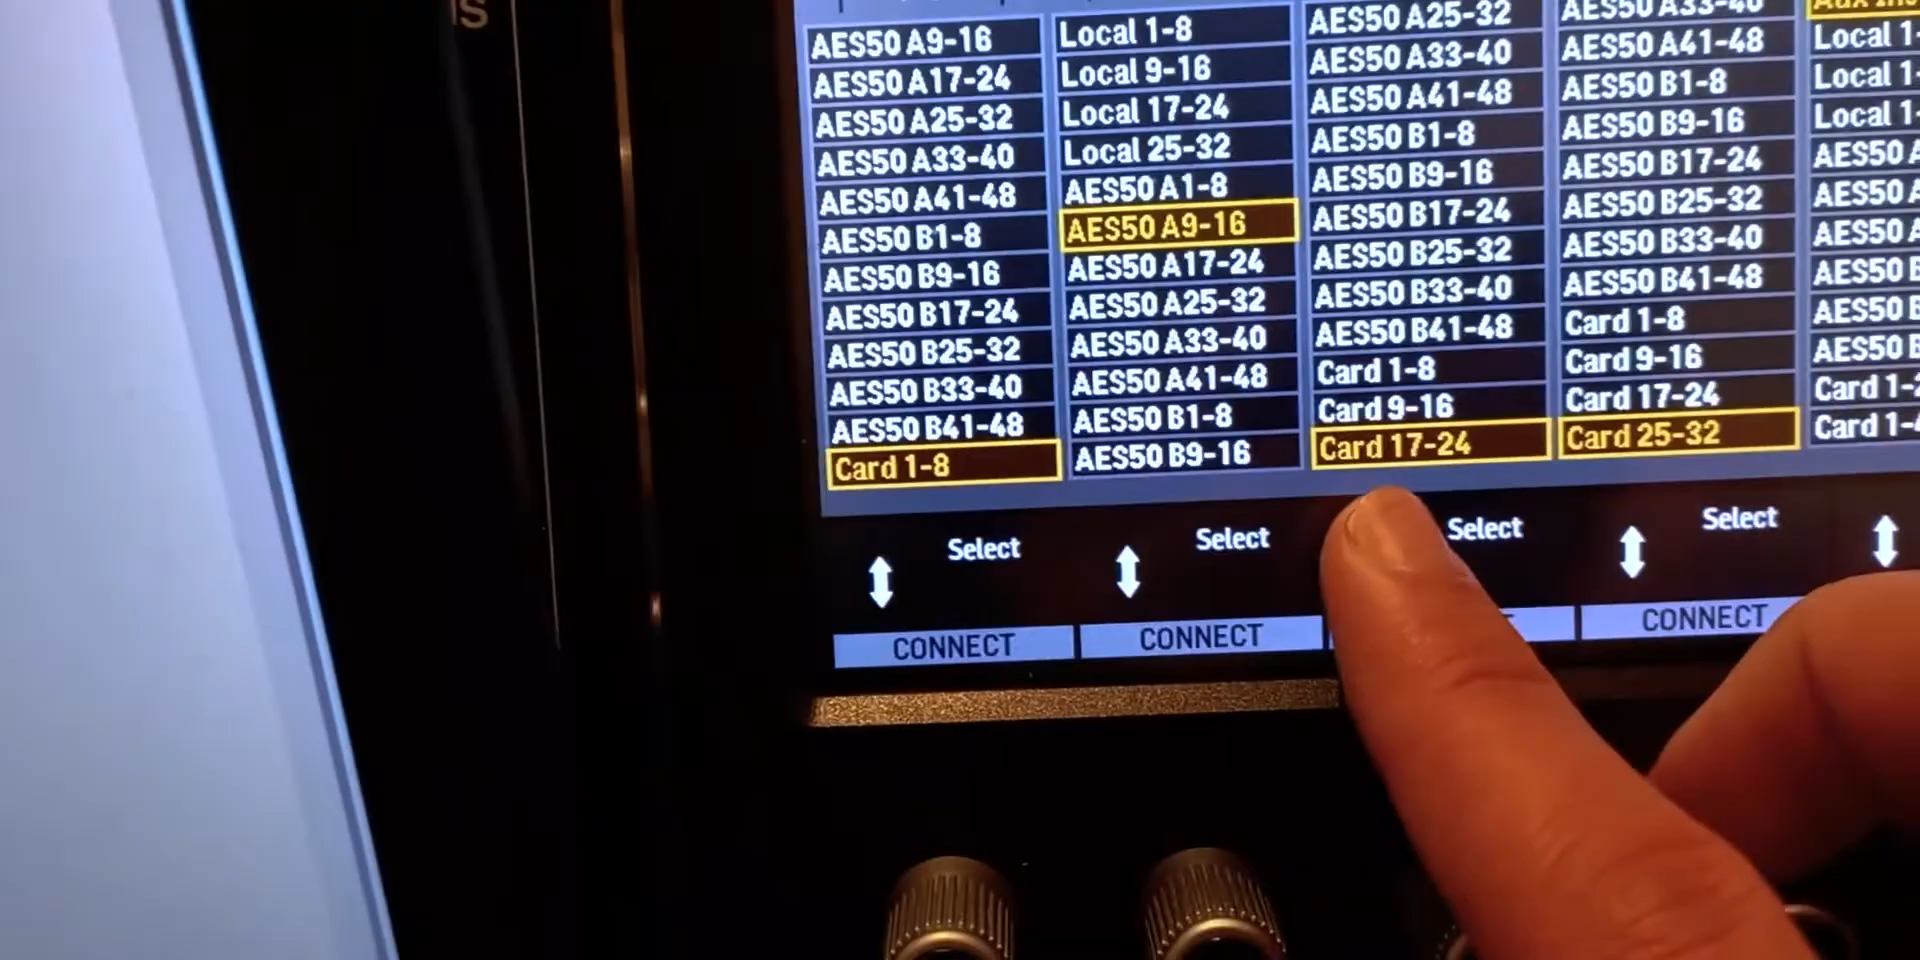 AES50 A9-16
AES50 A17-24
AES50 A25-32
AES50 A33-40
AES50 A41-48
AES50 B1-8
AES50 B9-16
AES50 B17-24
AES50 B25-32
AES50 B33-40
AES50 B41-48
Card 1-8
Select
CONNECT
Local 1-8
Local 9-16
Local 17-24
Local 25-32
AES50 A1-8
AES50 A9-16
AES50 A17-24
AES50 A25-32
AES50 A33-40
AES50 A41-48
AES50 B1-8
AES50 B9-16
Select
CONNECT
AES50 A25-32
AES50 A33-40
AES50 A41-48
AES50 B1-8
AES50 B9-16
AES50 B17-24
AES50 B25-32
AES50 B33-40
AES50 B41-48
Card 1-8
Card 9-16
Card 17-24
Select
AES50 A33-40
AES50 A41-48
AES50 B1-8
AES50 B9-16
AES50 B17-24
AES50 B25-32
AES50 B33-40
AES50 B41-48
Card 1-8
Card 9-16
Card 17-24
Card 25-32
Select
CONNECT
Local 1-
Local 1-
Local 1-
AES50
AES50
AES50
AES50
AES50
AES50
Card 1-
Card 1-